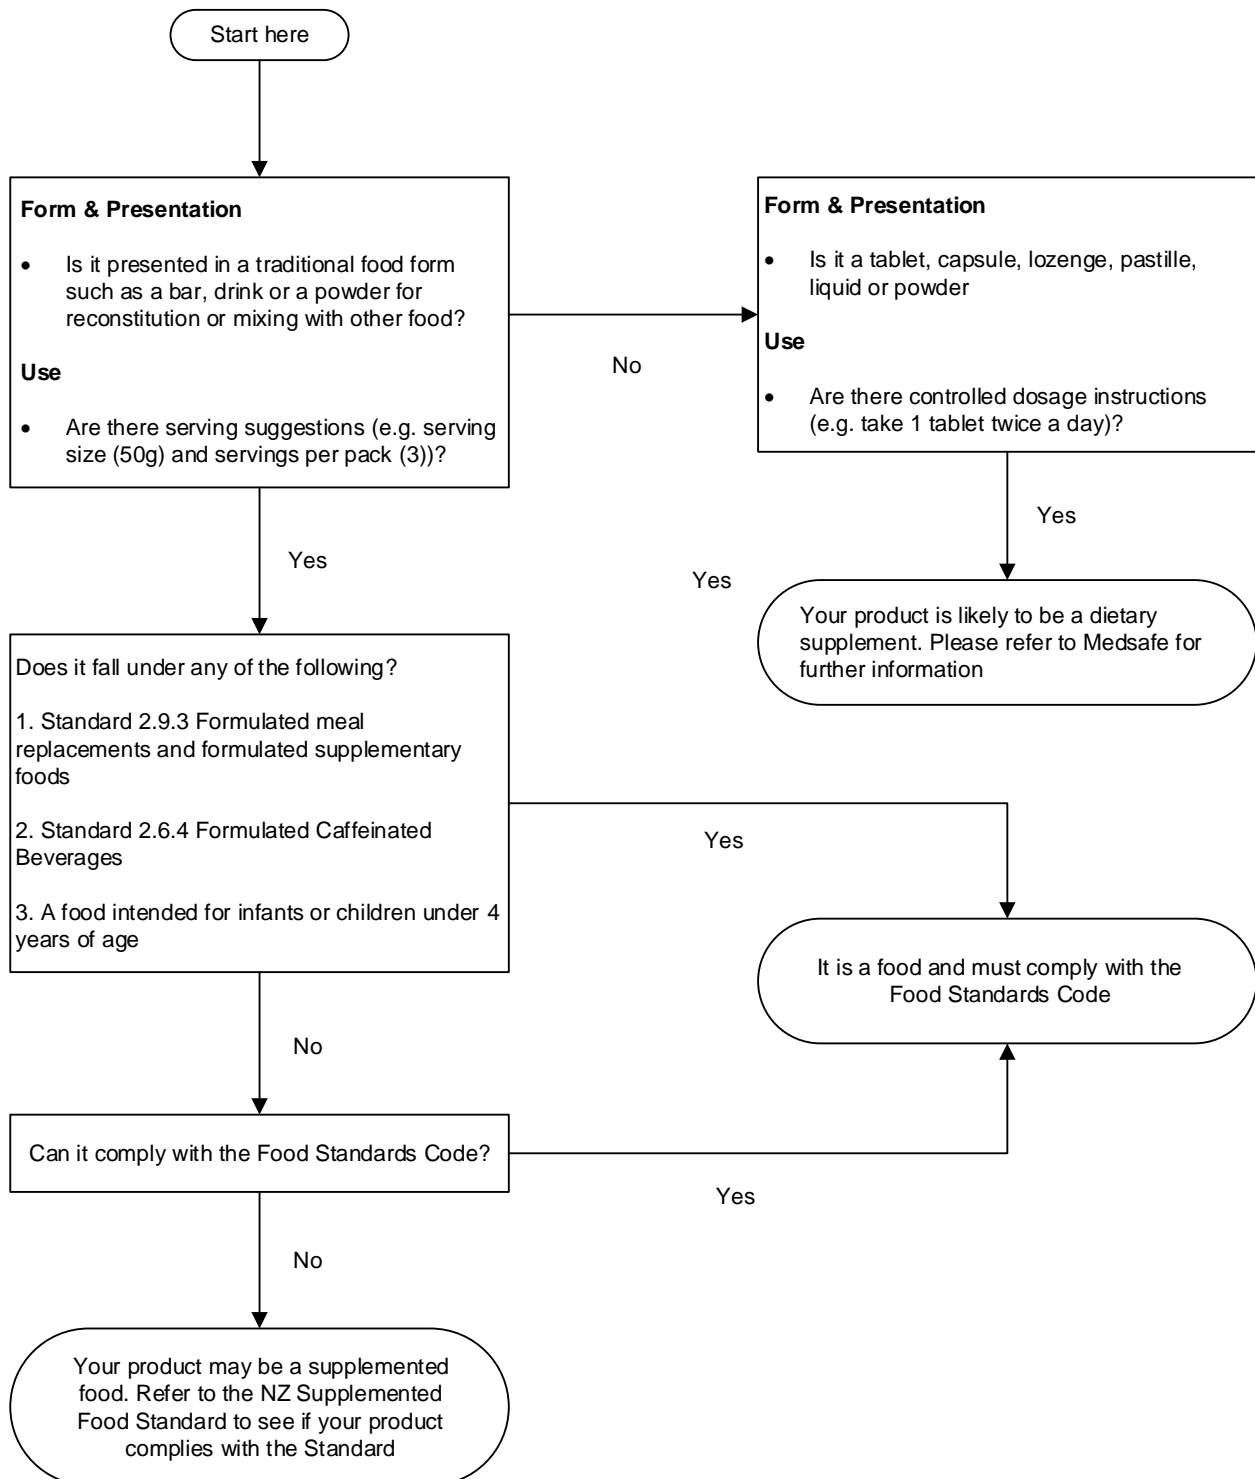 Start here
Form & Presentation
• Is it presented in a traditional food form
such as a bar, drink or a powder for
reconstitution or mixing with other food?
Use
• Are there serving suggestions (e.g. serving
size (50g) and servings per pack (3))?
No
Form & Presentation
• Is it a tablet, capsule, lozenge, pastille,
liquid or powder
Use
• Are there controlled dosage instructions
(e.g. take 1 tablet twice a day)?
Yes
Yes
Yes
Your product is likely to be a dietary
supplement. Please refer to Medsafe for
further information
Does it fall under any of the following?
1. Standard 2.9.3 Formulated meal
replacements and formulated supplementary
foods
2. Standard 2.6.4 Formulated Caffeinated
Beverages
3. A food intended for infants or children under 4
years of age
Yes
It is a food and must comply with the
Food Standards Code
No
Can it comply with the Food Standards Code?
Yes
No
Your product may be a supplemented
food. Refer to the NZ Supplemented
Food Standard to see if your product
complies with the Standard